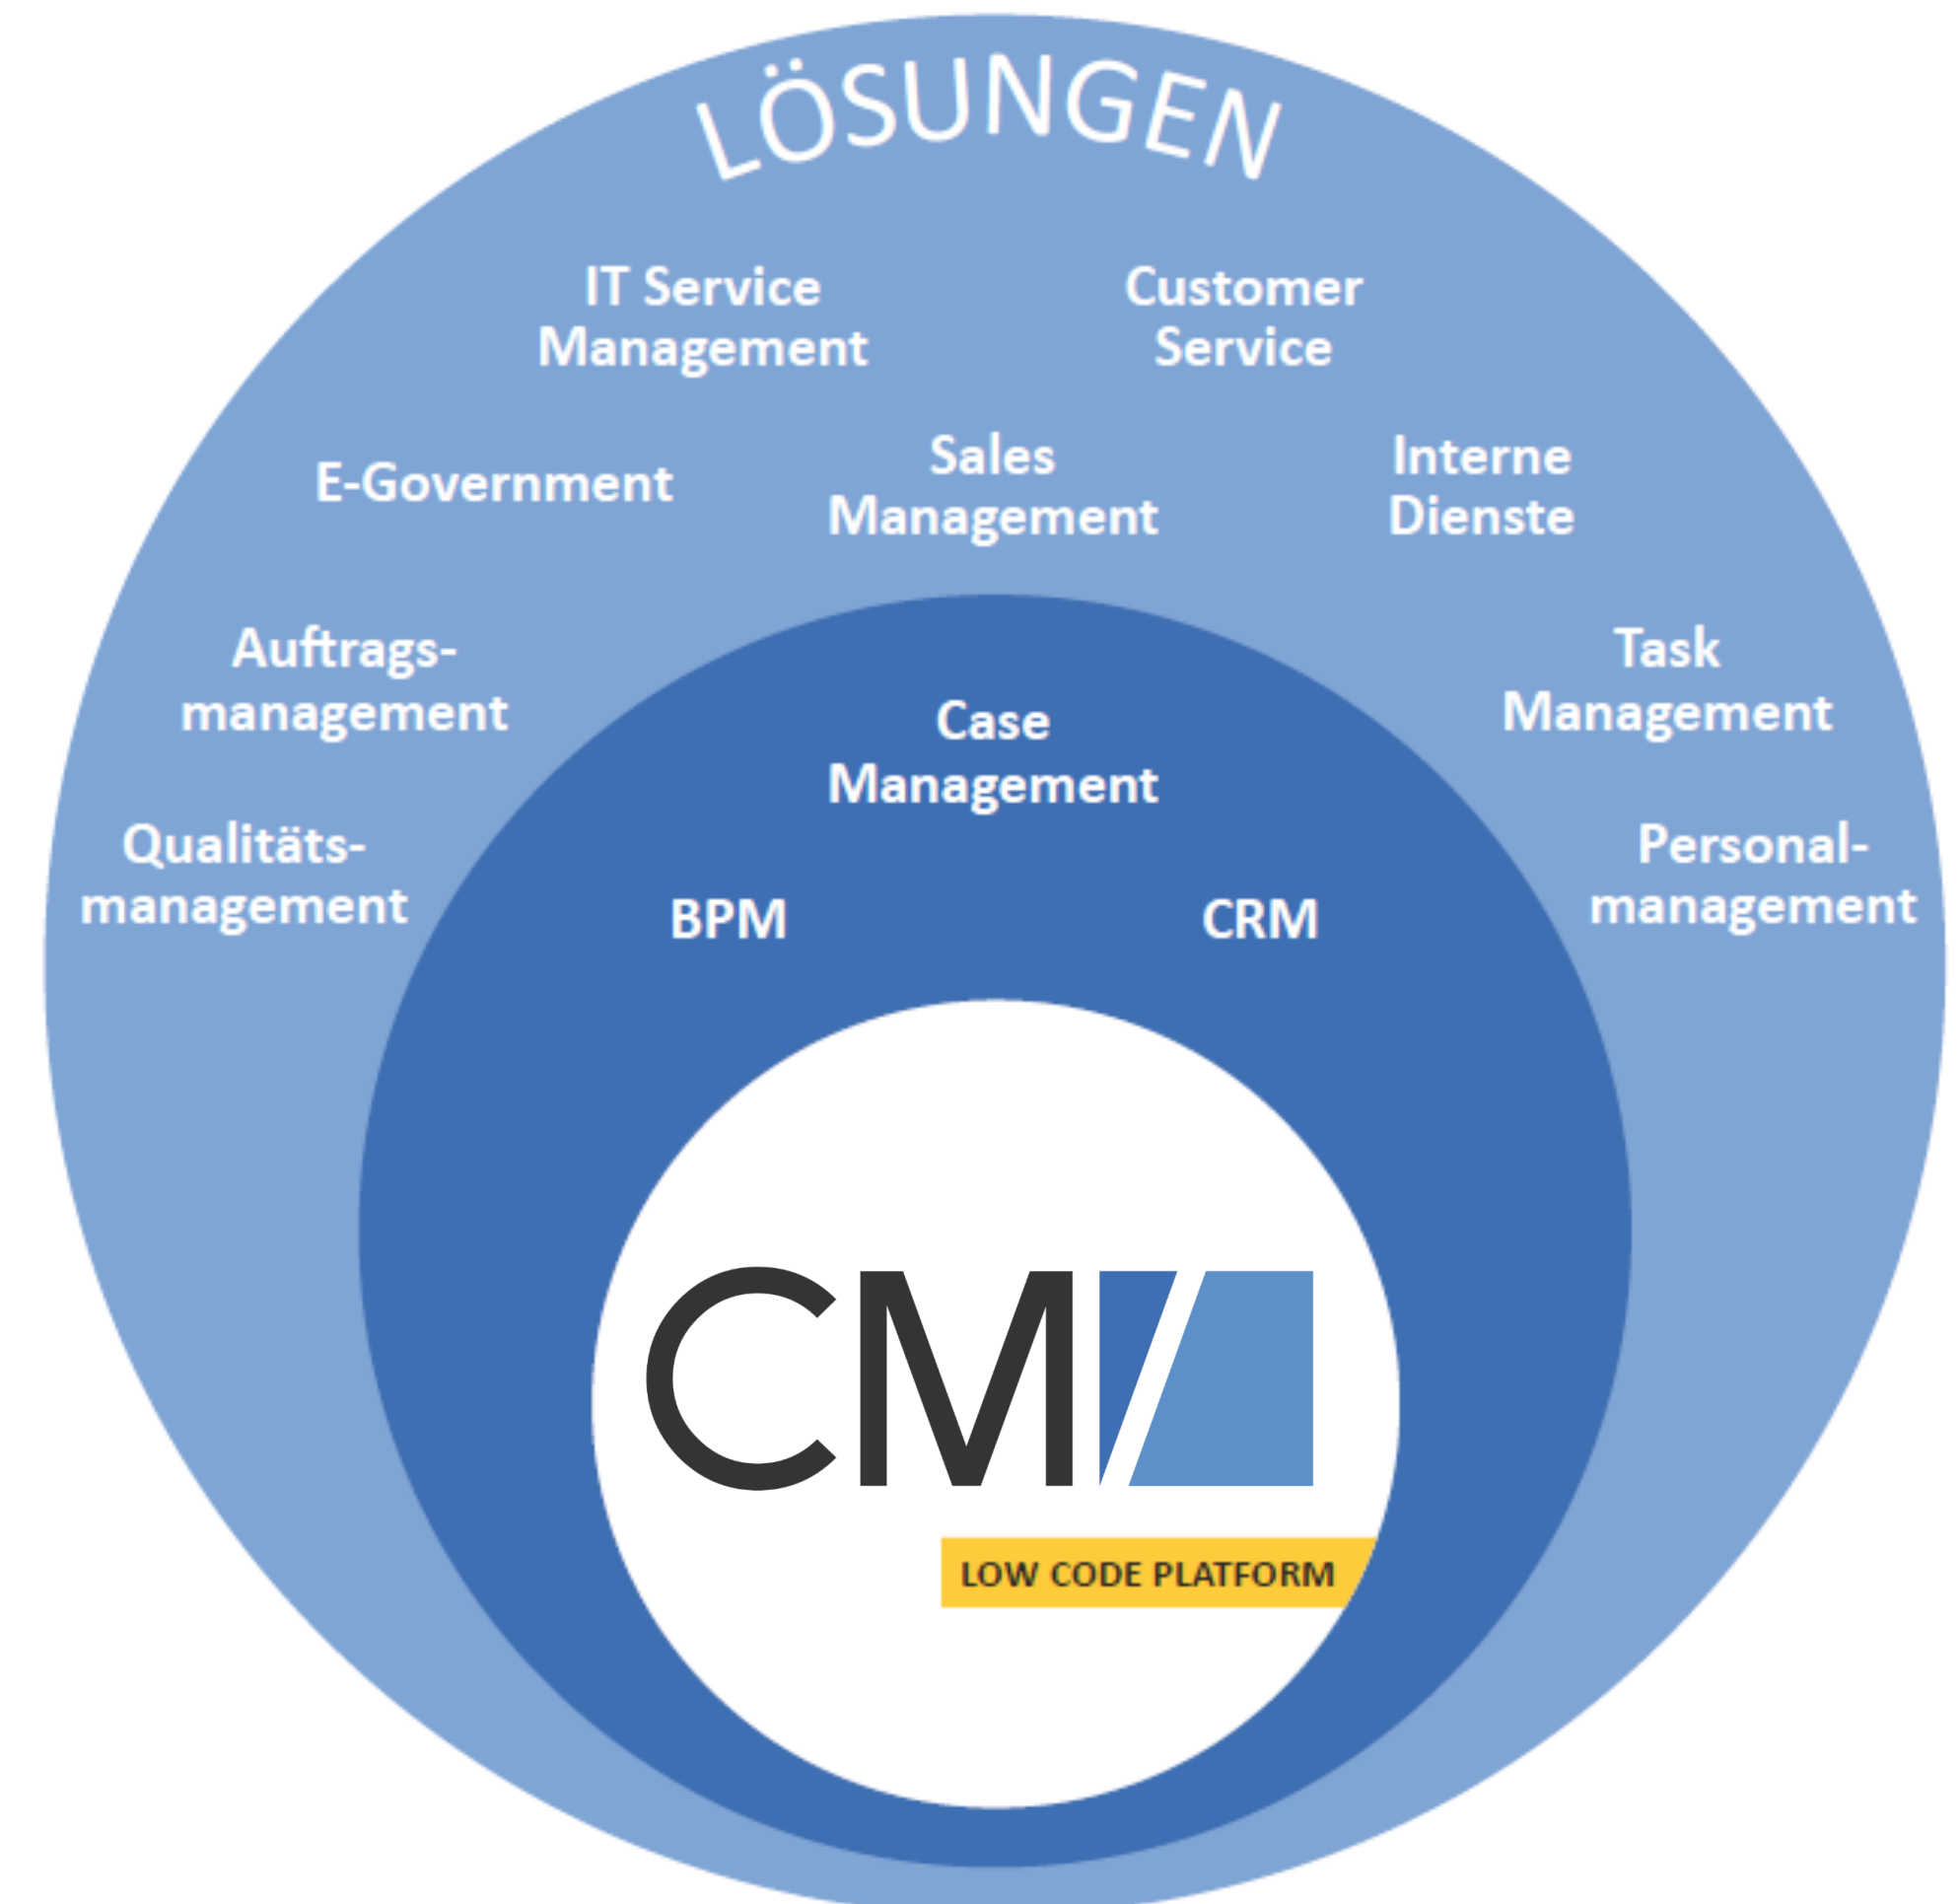 LÖSUNGEN
IT Service
Management
Customer
Service
E-Government
Sales
Management
Interne
Dienste
Auftrags-
management
Task
Management
Case
Management
Qualitäts-
management
Personal-
management
BPM
CRM
CM
LOW CODE PLATFORM